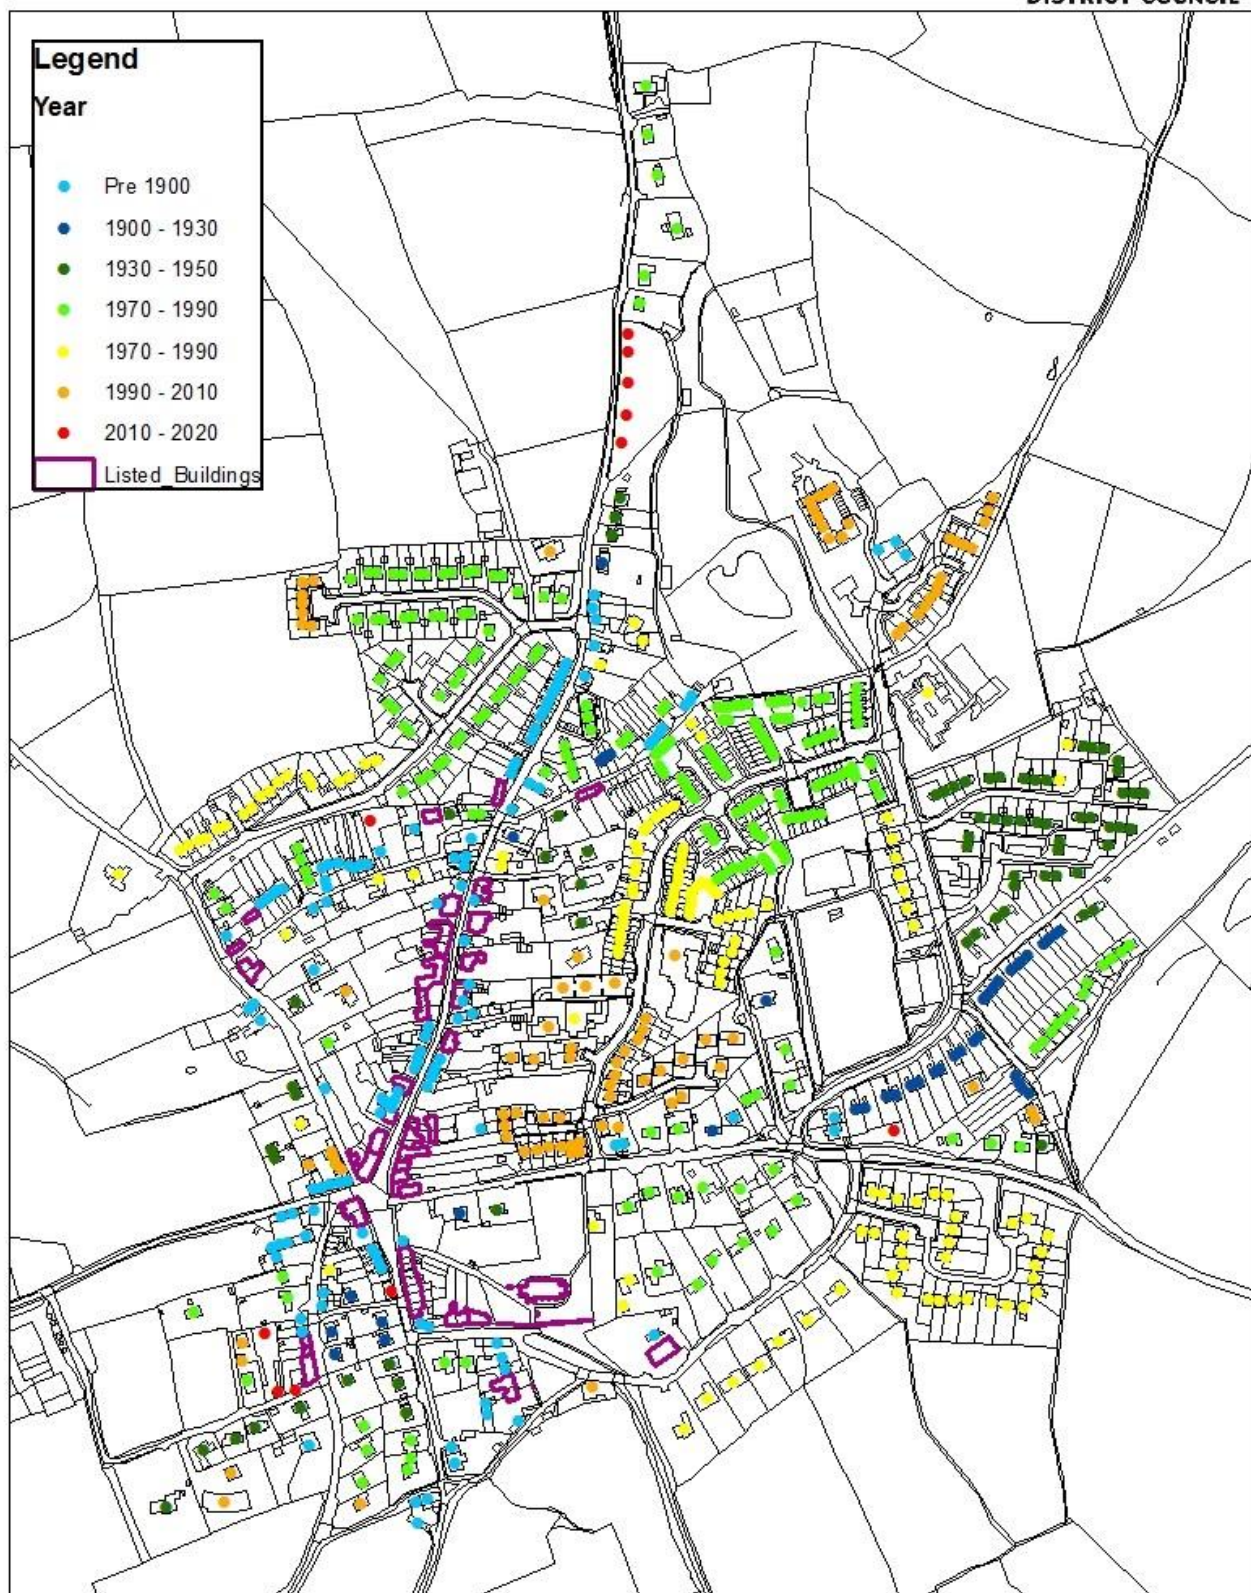 DISTRICT COUNCIL
Legend
Year
Pre 1900
1900 - 1930
1930 - 1950
1970 - 1990
1970 - 1990
1990 - 2010
2010 - 2020
Listed_Buildings